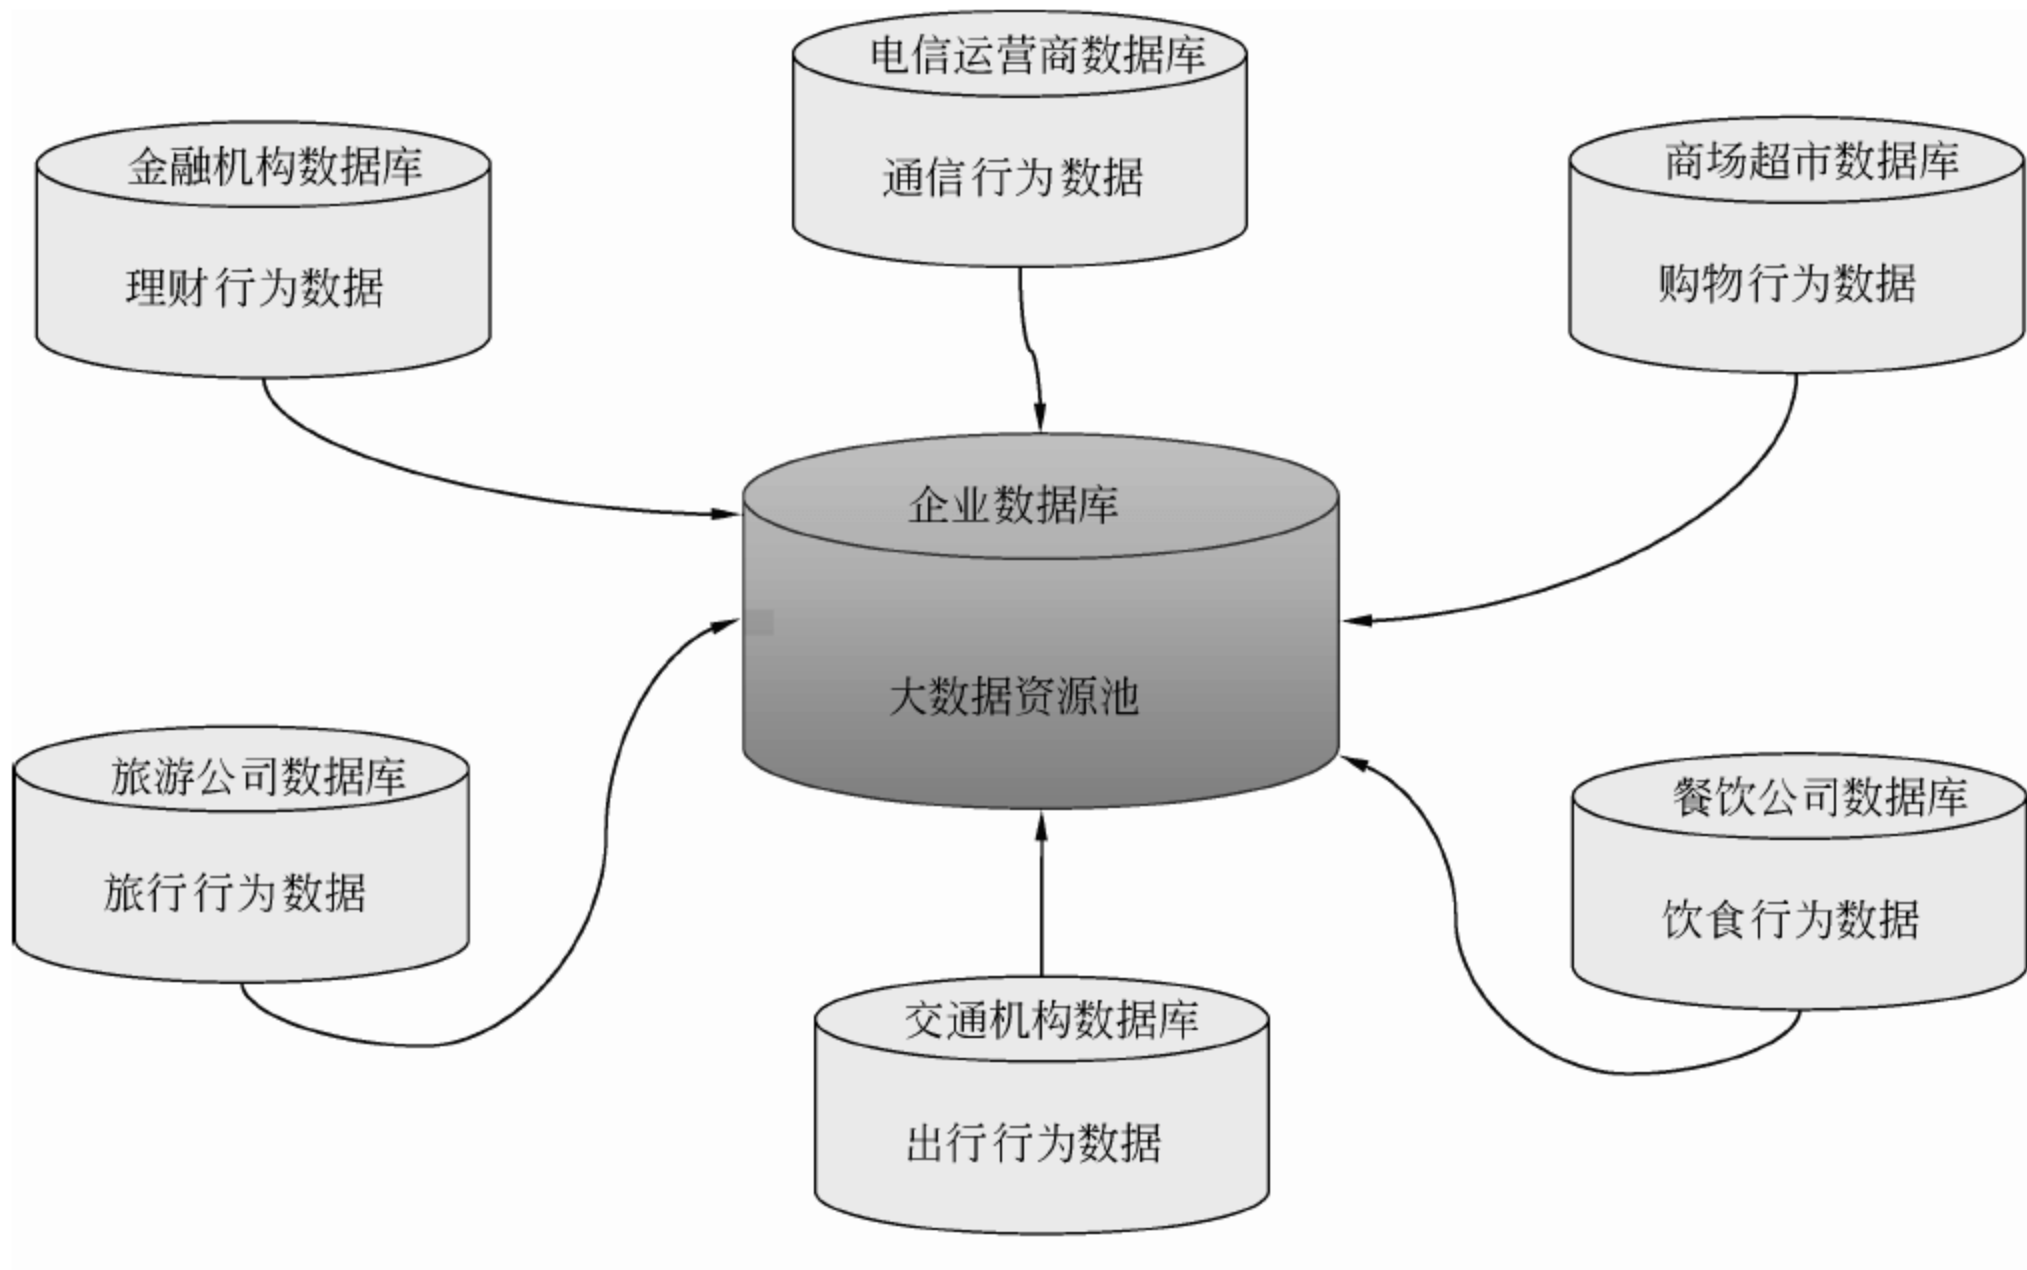 电信运营商数据库
通信行为数据
金融机构数据库
理财行为数据
商场超市数据库
购物行为数据
企业数据库
大数据资源池
旅游公司数据库
旅行行为数据
餐饮公司数据库
饮食行为数据
交通机构数据库
出行行为数据